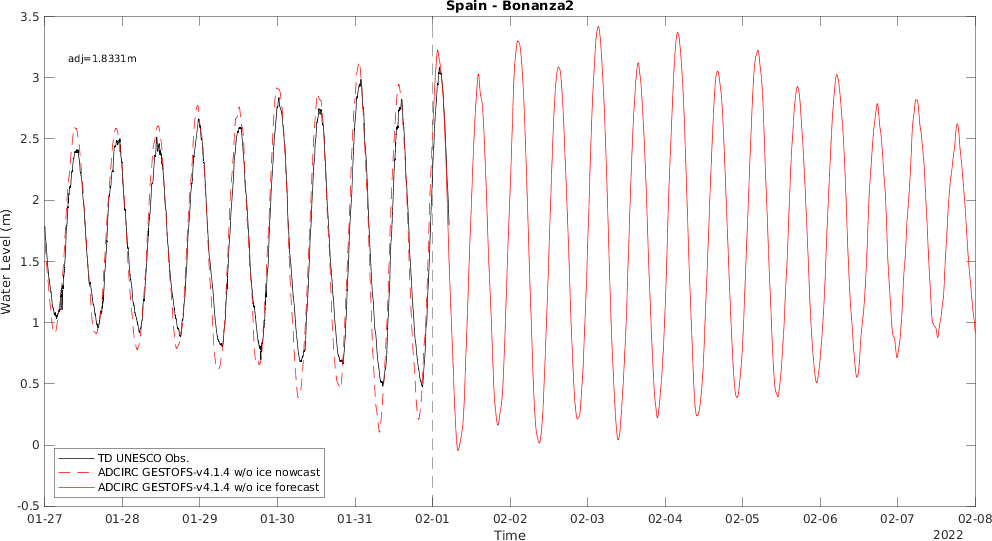 Spain - Bonanza2
3.5
adj=1.8331m
3
2.5
2
1.5
1
0.5
0
-0.5
Water Level (m)
TD UNESCO Obs.
ADCIRC GESTOFS-v4.1.4 w/o ice nowcast
ADCIRC GESTOFS-v4.1.4 w/o ice forecast
01-27 01-28 01-29 01-30 01-31 02-01 02-02 02-03 02-04 02-05 02-06 02-07 02-08
Time
2022